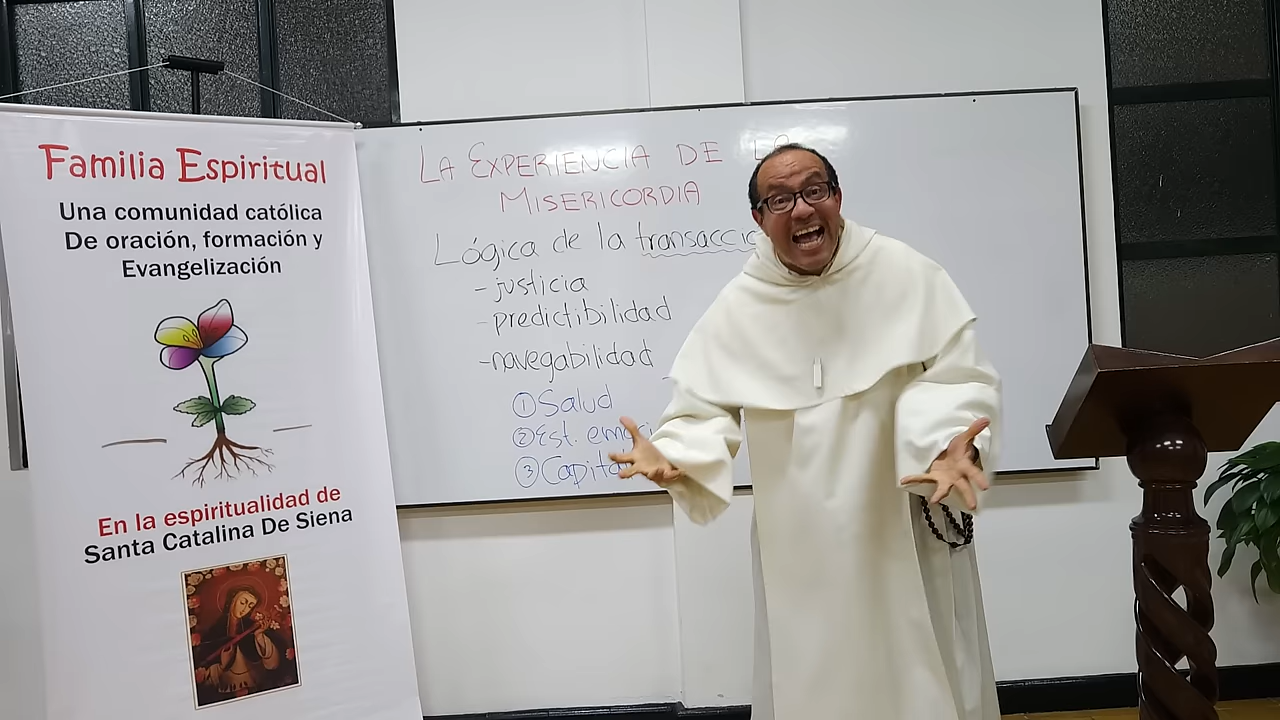 Familia Espiritual
Una comunidad católica
De oración, formación y
Evangelización
En la espiritualidad de
Santa Catalina De Siena
LA EXPERIENCIA DE
MISERICORDIA
Lógica de la
- justicia
- predictibilidad
- navegabilidad
① Salud
② Est.
③